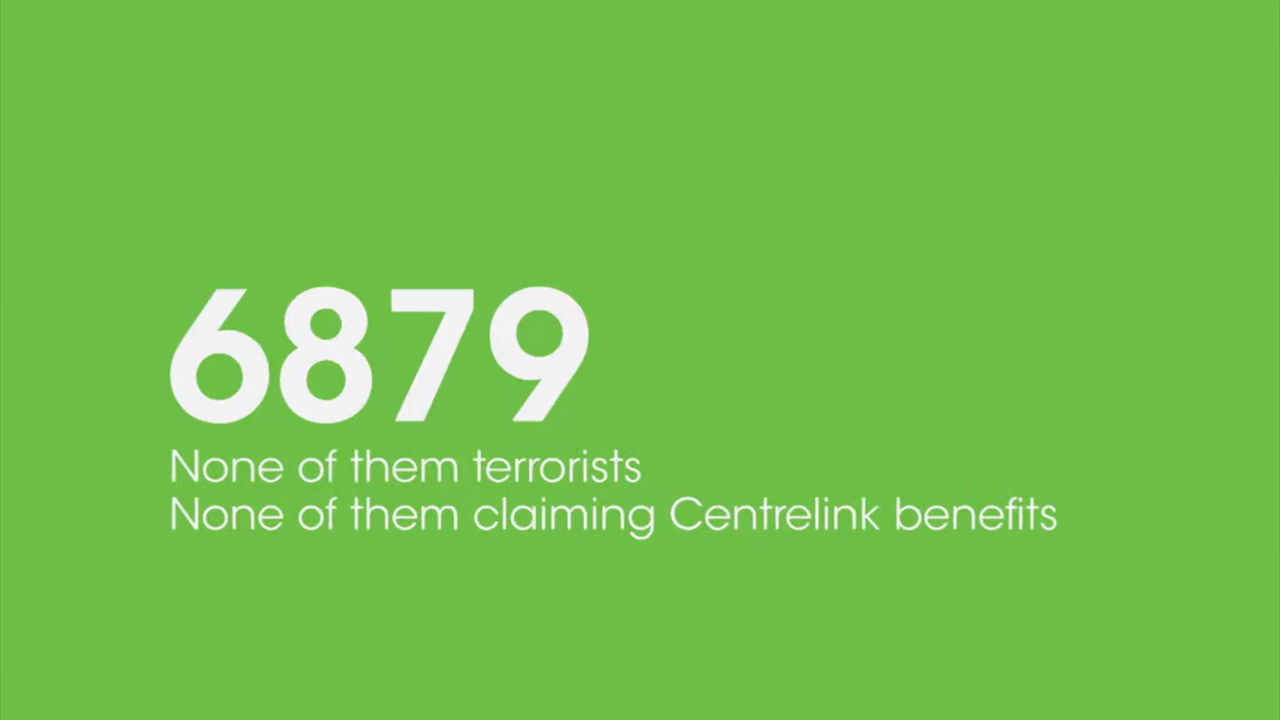 6879
None of them terrorists
None of them claiming Centrelink benefits